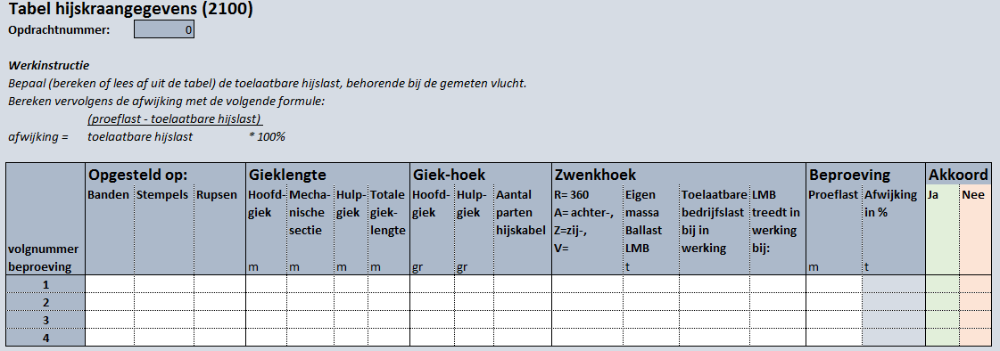 Tabel hijskraangegevens (2100)
Opdrachtnummer: 0
Werkinstructie
Bepaal (bereken of lees af uit de tabel) de toelaatbare hijslast, behorende bij de gemeten vlucht.
Bereken vervolgens de afwijking met de volgende formule:
(proeflast - toelaatbare hijslast)
afwijking = toelaatbare hijslast * 100%
Opgesteld op: Gieklengte Giek-hoek Zwenkhoek Beproeving Akkoord
Banden Stempels Rupsen Hoofd- Mecha- Hulp- Totale Hoofd- Hulp- Aantal R= 360 Eigen Toelaatbare LMB Proeflast Afwijking Ja Nee
giek nische giek giek- giek giek parten A= achter-, massa bedrijfslast treedt in in %
sectie lengte hijskabel Z=zij-, Ballast bij in werking
volgnummer V= LMB werking bij:
beproeving m m m m gr gr t m t
1
2
3
4